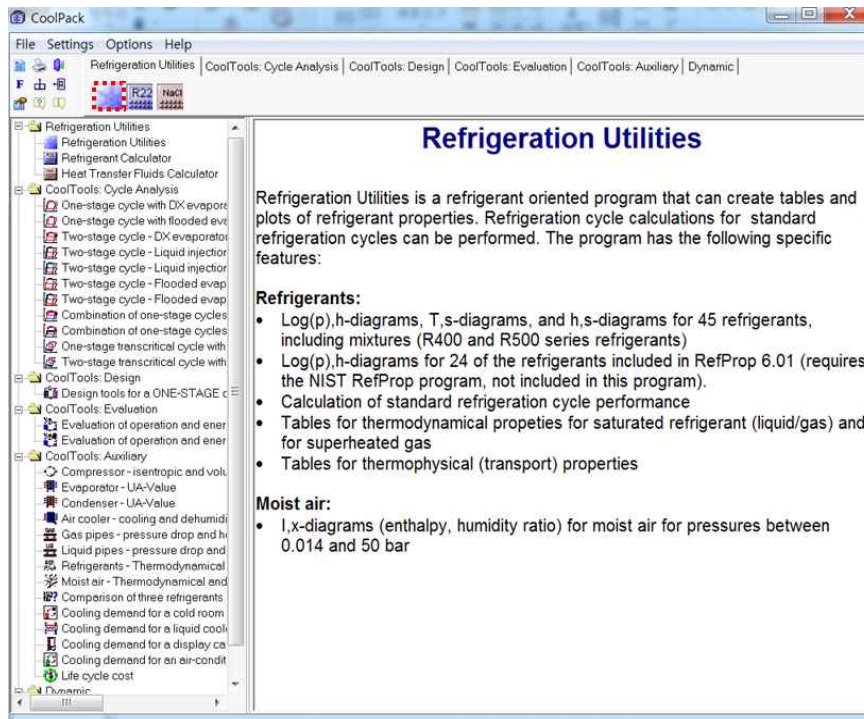 CoolPack
File Settings Options Help
Refrigeration Utilities CoolTools: Cycle Analysis CoolTools: Design CoolTools: Evaluation CoolTools: Auxiliary Dynamic
F
R22 NaCl
Refrigeration Utilities
Refrigeration Utilities
Refrigerant Calculator
Heat Transfer Fluids Calculator
CoolTools: Cycle Analysis
One-stage cycle with DX evapora
One-stage cycle with flooded eva
Two-stage cycle - DX evaporator
Two-stage cycle - Liquid injection
Two-stage cycle - Liquid injection
Two-stage cycle - Flooded evap
Two-stage cycle - Flooded evap
Combination of one-stage cycles
Combination of one-stage cycles
One-stage transcritical cycle with
Two-stage transcritical cycle with
CoolTools: Design
Design tools for a ONE-STAGE c
CoolTools: Evaluation
Evaluation of operation and ener
Evaluation of operation and ener
CoolTools: Auxiliary
Compressor - isentropic and volu
Evaporator - UA-Value
Condenser - UA-Value
Air cooler - cooling and dehumidi
Gas pipes - pressure drop and he
Liquid pipes - pressure drop and
Refrigerants - Thermodynamical
Moist air - Thermodynamical and
Comparison of three refrigerants
Cooling demand for a cold room
Cooling demand for a liquid cool
Cooling demand for a display ca
Cooling demand for an air-condit
Life cycle cost
Dynamic
Refrigeration Utilities
Refrigeration Utilities is a refrigerant oriented program that can create tables and
plots of refrigerant properties. Refrigeration cycle calculations for standard
refrigeration cycles can be performed. The program has the following specific
features:
Refrigerants:
• Log(p),h-diagrams, T,s-diagrams, and h,s-diagrams for 45 refrigerants,
including mixtures (R400 and R500 series refrigerants)
• Log(p),h-diagrams for 24 of the refrigerants included in RefProp 6.01 (requires
the NIST RefProp program, not included in this program).
• Calculation of standard refrigeration cycle performance
• Tables for thermodynamical propeties for saturated refrigerant (liquid/gas) and
for superheated gas
• Tables for thermophysical (transport) properties
Moist air:
• I,x-diagrams (enthalpy, humidity ratio) for moist air for pressures between
0.014 and 50 bar